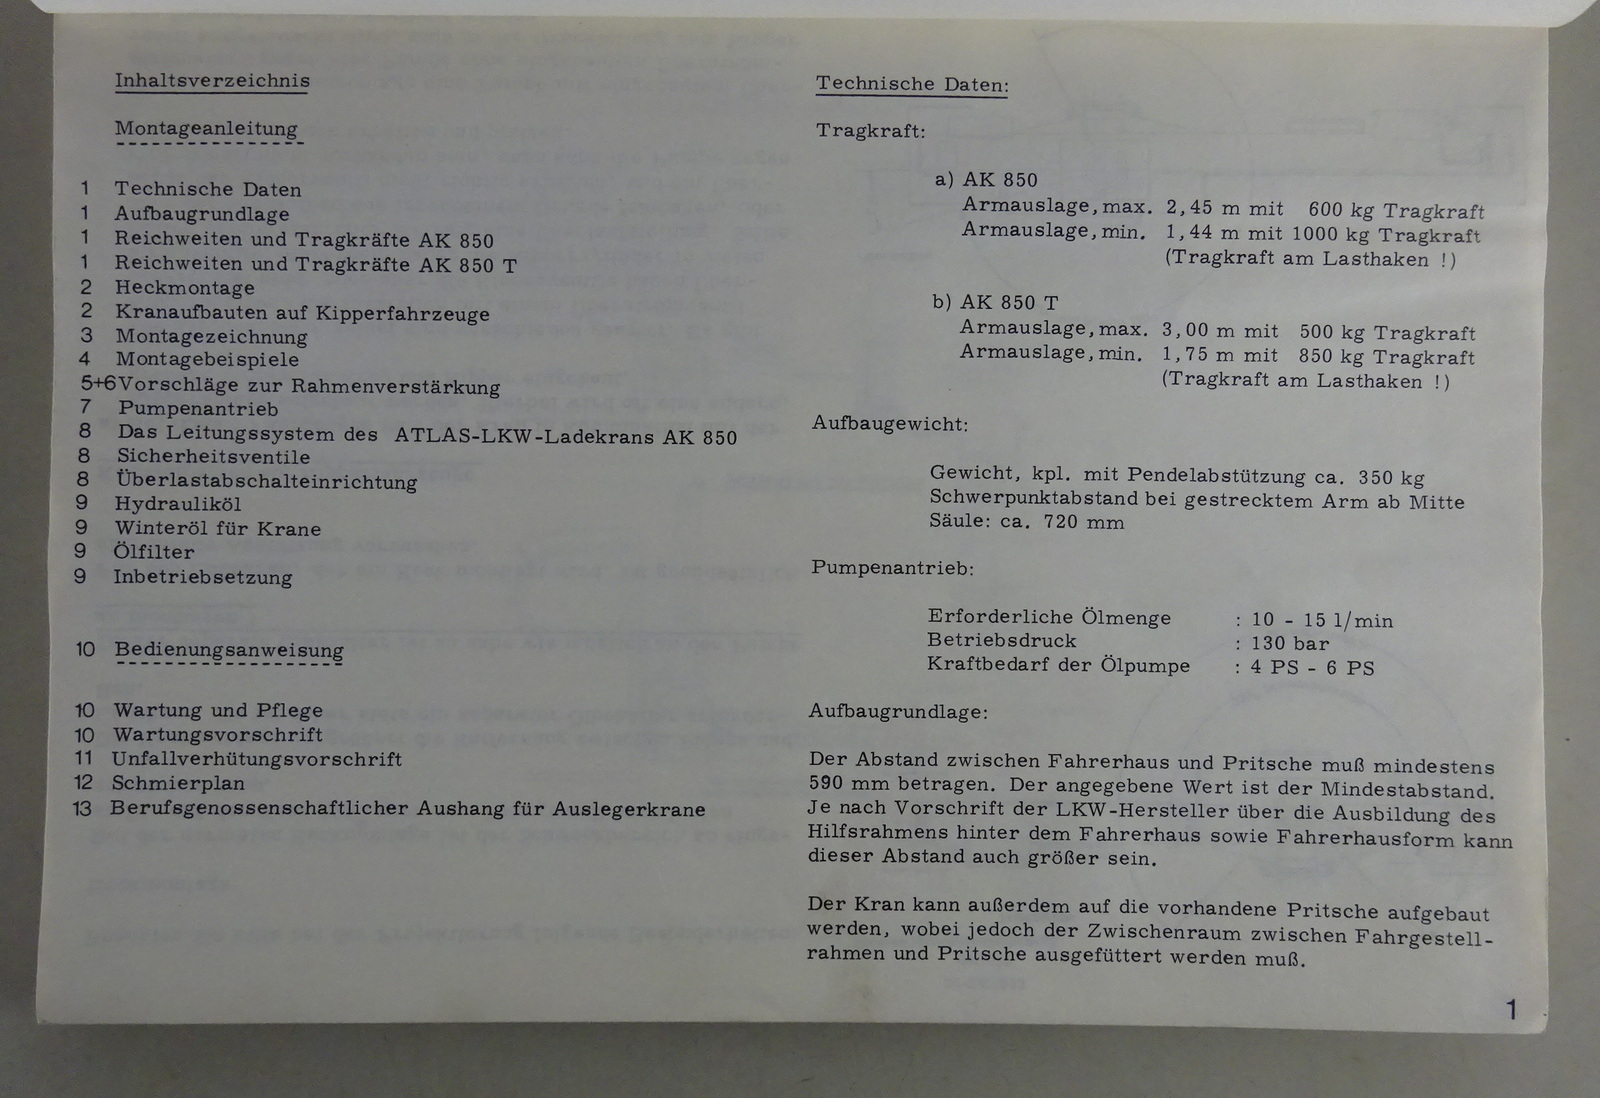 Inhaltsverzeichnis
Montageanleitung
1 Technische Daten
1 Aufbaugrundlage
1 Reichweiten und Tragkräfte AK 850
1 Reichweiten und Tragkräfte AK 850 T
2 Heckmontage
2 Kranaufbauten auf Kipperfahrzeuge
3 Montagezeichnung
4 Montagebeispiele
5+6 Vorschläge zur Rahmenverstärkung
7 Pumpenantrieb
8 Das Leitungssystem des ATLAS-LKW-Ladekrans AK 850
8 Sicherheitsventile
8 Überlastabschalteinrichtung
9 Hydrauliköl
9 Winteröl für Krane
9 Ölfilter
9 Inbetriebsetzung
10 Bedienungsanweisung
10 Wartung und Pflege
10 Wartungsvorschrift
11 Unfallverhütungsvorschrift
12 Schmierplan
13 Berufsgenossenschaftlicher Aushang für Auslegerkrane
Technische Daten:
Tragkraft:
a) AK 850
Armauslage, max. 2,45 m mit 600 kg Tragkraft
Armauslage, min. 1,44 m mit 1000 kg Tragkraft
(Tragkraft am Lasthaken !)
b) AK 850 T
Armauslage, max. 3,00 m mit 500 kg Tragkraft
Armauslage, min. 1,75 m mit 850 kg Tragkraft
(Tragkraft am Lasthaken !)
Aufbaugewicht:
Gewicht, kpl. mit Pendelabstützung ca. 350 kg
Schwerpunktabstand bei gestrecktem Arm ab Mitte
Säule: ca. 720 mm
Pumpenantrieb:
Erforderliche Ölmenge : 10 - 15 l/min
Betriebsdruck : 130 bar
Kraftbedarf der Ölpumpe : 4 PS - 6 PS
Aufbaugrundlage:
Der Abstand zwischen Fahrerhaus und Pritsche muß mindestens
590 mm betragen. Der angegebene Wert ist der Mindestabstand.
Je nach Vorschrift der LKW-Hersteller über die Ausbildung des
Hilfsrahmens hinter dem Fahrerhaus sowie Fahrerhausform kann
dieser Abstand auch größer sein.
Der Kran kann außerdem auf die vorhandene Pritsche aufgebaut
werden, wobei jedoch der Zwischenraum zwischen Fahrgestell-
rahmen und Pritsche ausgefüttert werden muß.
1